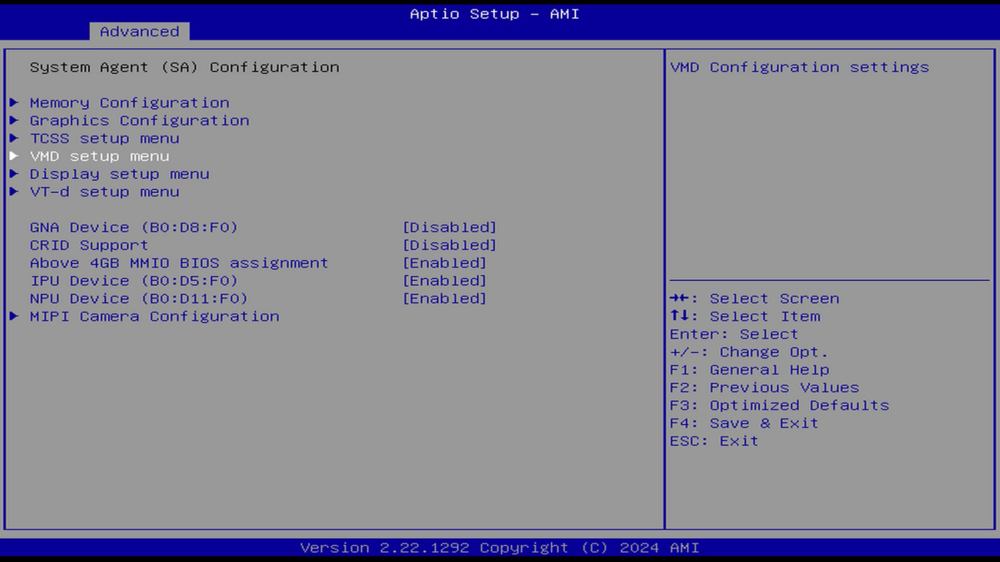 Aptio Setup – AMI
Advanced
System Agent (SA) Configuration
Memory Configuration
Graphics Configuration
TCSS setup menu
VMD setup menu
Display setup menu
VT-d setup menu
GNA Device (B0:D8:F0) [Disabled]
CRID Support [Disabled]
Above 4GB MMIO BIOS assignment [Enabled]
IPU Device (B0:D5:F0) [Enabled]
NPU Device (B0:D11:F0) [Enabled]
MIPI Camera Configuration
VMD Configuration settings
→←: Select Screen
↑↓: Select Item
Enter: Select
+/-: Change Opt.
F1: General Help
F2: Previous Values
F3: Optimized Defaults
F4: Save & Exit
ESC: Exit
Version 2.22.1292 Copyright (C) 2024 AMI